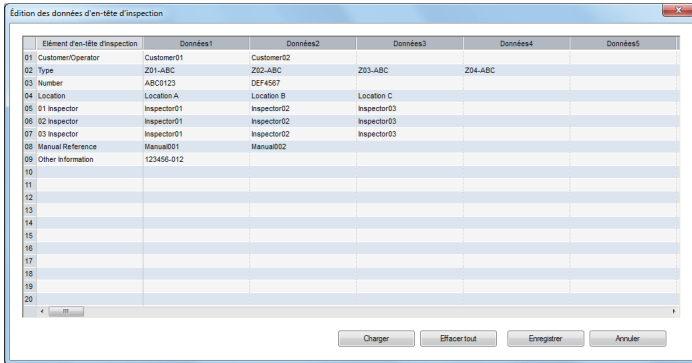 Édition des données d'en-tête d'inspection
Elément d'en-tête d'inspection Données1 Données2 Données3 Données4 Données5
01 Customer/Operator Customer01 Customer02
02 Type Z01-ABC Z02-ABC Z03-ABC Z04-ABC
03 Number ABC0123 DEF4567
04 Location Location A Location B Location C
05 01 Inspector Inspector01 Inspector02 Inspector03
06 02 Inspector Inspector01 Inspector02 Inspector03
07 03 Inspector Inspector01 Inspector02 Inspector03
08 Manual Reference Manual001 Manual002
09 Other Information 123456-012
10
11
12
13
14
15
16
17
18
19
20
Charger Effacer tout Enregistrer Annuler